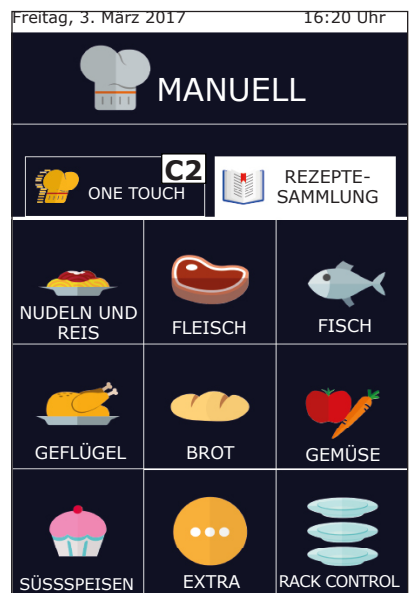 Freitag, 3. März 2017 16:20 Uhr
MANUELL
C2
ONE TOUCH
REZEPTE-
SAMMLUNG
NUDELN UND
REIS
FLEISCH
FISCH
GEFLÜGEL
BROT
GEMÜSE
SÜSSSPEISEN
EXTRA
RACK CONTROL